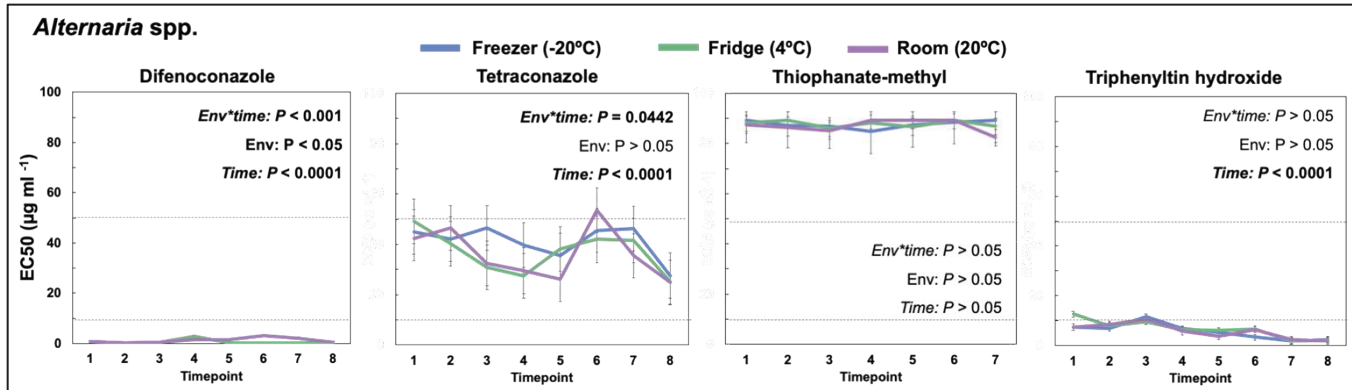 Alternaria spp.
Freezer (-20ºC) Fridge (4ºC) Room (20ºC)
Difenoconazole
Tetraconazole
Thiophanate-methyl
Triphenyltin hydroxide
EC50 (µg ml -1)
100
90
80
70
60
50
40
30
20
10
0
Env*time: P < 0.001
Env: P < 0.05
Time: P < 0.0001
1 2 3 4 5 6 7 8
Timepoint
Env*time: P = 0.0442
Env: P > 0.05
Time: P < 0.0001
1 2 3 4 5 6 7 8
Timepoint
Env*time: P > 0.05
Env: P > 0.05
Time: P > 0.05
1 2 3 4 5 6 7
Timepoint
Env*time: P > 0.05
Env: P > 0.05
Time: P < 0.0001
1 2 3 4 5 6 7 8
Timepoint